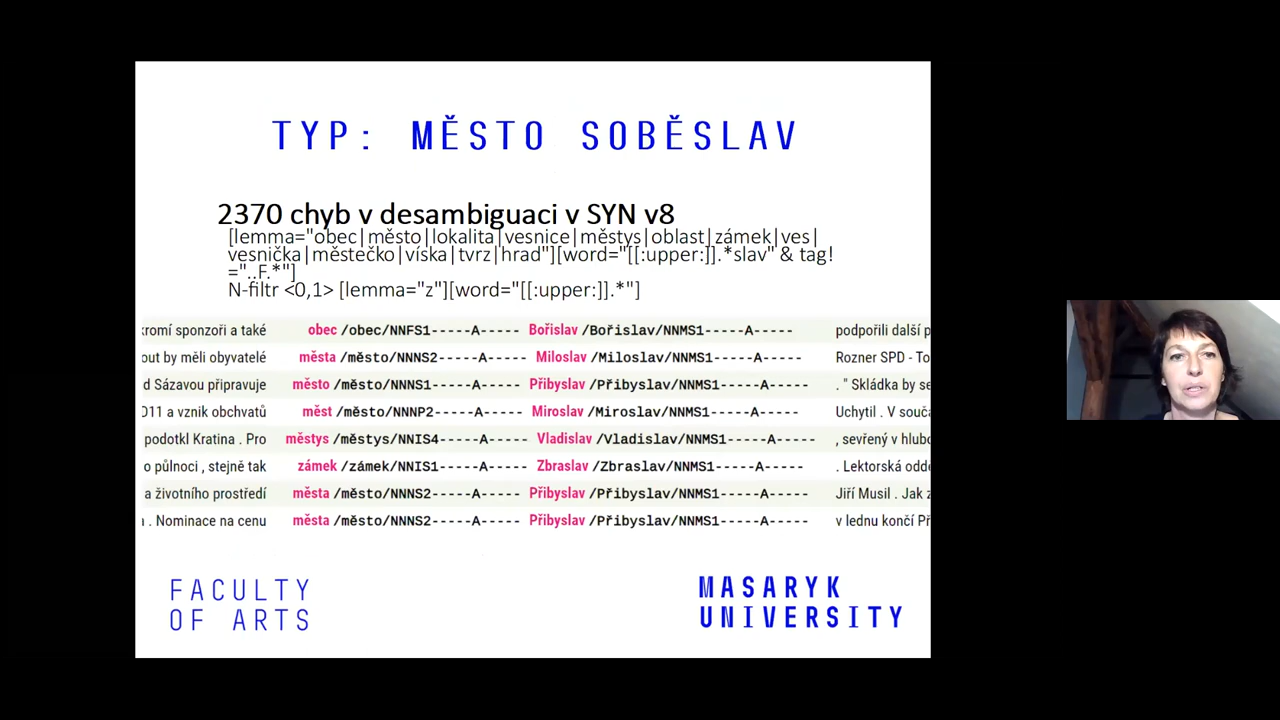 TYP: MĚSTO SOBĚSLAV
2370 chyb v desambiguaci v SYN v8
[lemma="obec|město|lokalita|vesnice|městys|oblast|zámek|ves|
vesnička|městečko|víska|tvrz|hrad"][word="[[:upper:]].*slav" & tag!
="..F.*"]
N-filtr <0,1> [lemma="z"][word="[[:upper:]].*"]
kromí sponzoři a také obec /obec/NNFS1-----A----- Bořislav /Bořislav/NNMS1-----A----- podpořili další p
out by měli obyvatelé města /město/NNNS2-----A----- Miloslav /Miloslav/NNMS1-----A----- Rozner SPD - To
d Sázavou připravuje město /město/NNNS1-----A----- Přibyslav /Přibyslav/NNMS1-----A----- . " Skládka by se
D11 a vznik obchvatů měst /město/NNNP2-----A----- Miroslav /Miroslav/NNMS1-----A----- Uchytil . V souča
podotkl Kratina . Pro městys /městys/NNIS4-----A----- Vladislav /Vladislav/NNMS1-----A----- , sevřený v hlub
o půlnoci , stejně tak zámek /zámek/NNIS1-----A----- Zbraslav /Zbraslav/NNMS1-----A----- . Lektorská odd
a životního prostředí města /město/NNNS2-----A----- Přibyslav /Přibyslav/NNMS1-----A----- Jiří Musil . Jak z
. Nominace na cenu města /město/NNNS2-----A----- Přibyslav /Přibyslav/NNMS1-----A----- v lednu končí Př
FACULTY
OF ARTS
MASARYK
UNIVERSITY